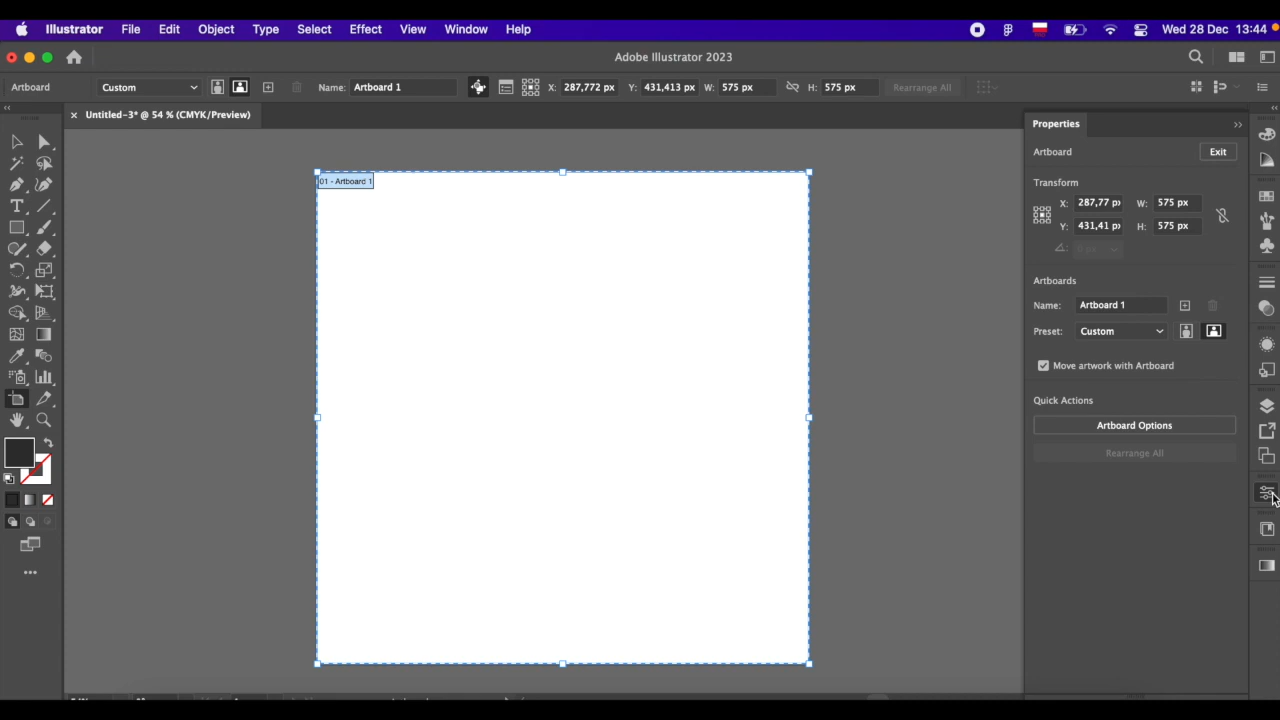 Illustrator File Edit Object Type Select Effect View Window Help Wed 28 Dec 13:44
Adobe Illustrator 2023
Artboard Custom Name: Artboard 1 X: 287,772 px Y: 431,413 px W: 575 px H: 575 px Rearrange All
Untitled-3* @ 54 % (CMYK/Preview)
01 - Artboard 1
Properties
Artboard Exit
Transform
X: 287,77 p W: 575 px
Y: 431,41 p H: 575 px
0 px
Artboards
Name: Artboard 1
Preset: Custom
Move artwork with Artboard
Quick Actions
Artboard Options
Rearrange All